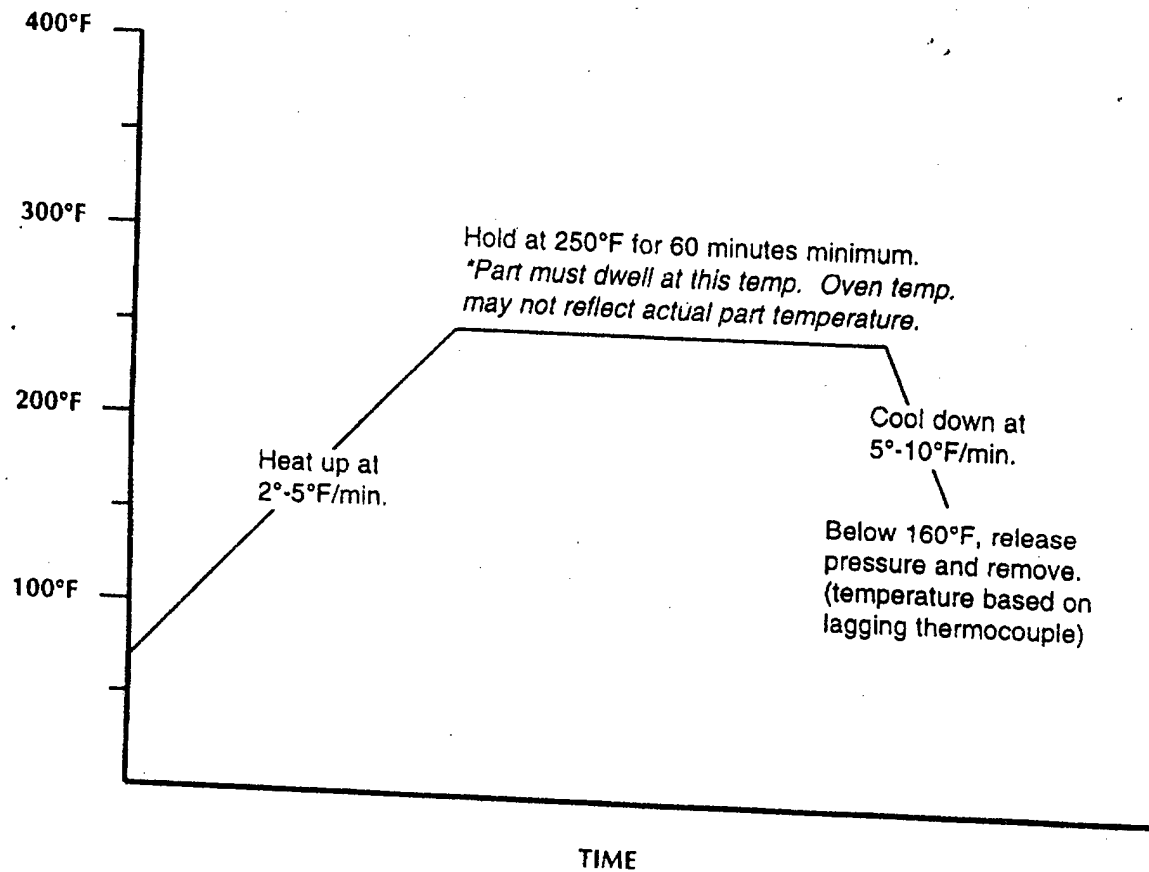 400°F
300°F
Hold at 250°F for 60 minutes minimum.
*Part must dwell at this temp. Oven temp.
may not reflect actual part temperature.
200°F
Cool down at
5°-10°F/min.
Heat up at
2°-5°F/min.
Below 160°F, release
pressure and remove.
(temperature based on
lagging thermocouple)
100°F
TIME